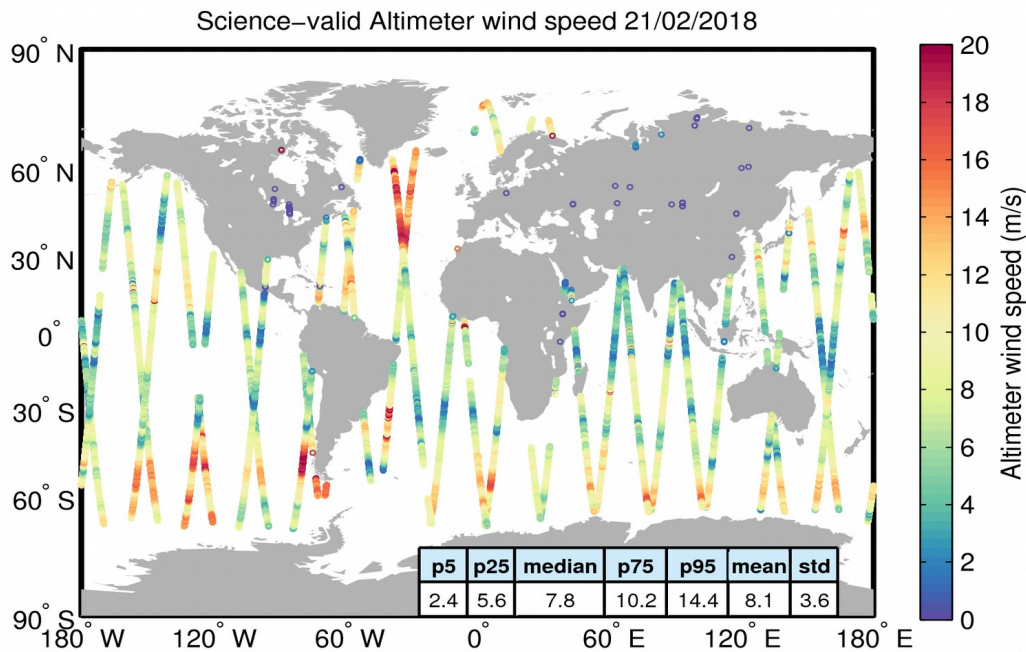 Science−valid Altimeter wind speed 21/02/2018
90° N
60° N
30° N
0°
30° S
60° S
90° S
180° W
120° W
60° W
0°
60° E
120° E
180° E
p5 p25 median p75 p95 mean std
2.4 5.6 7.8 10.2 14.4 8.1 3.6
20
18
16
14
12
10
8
6
4
2
0
Altimeter wind speed (m/s)